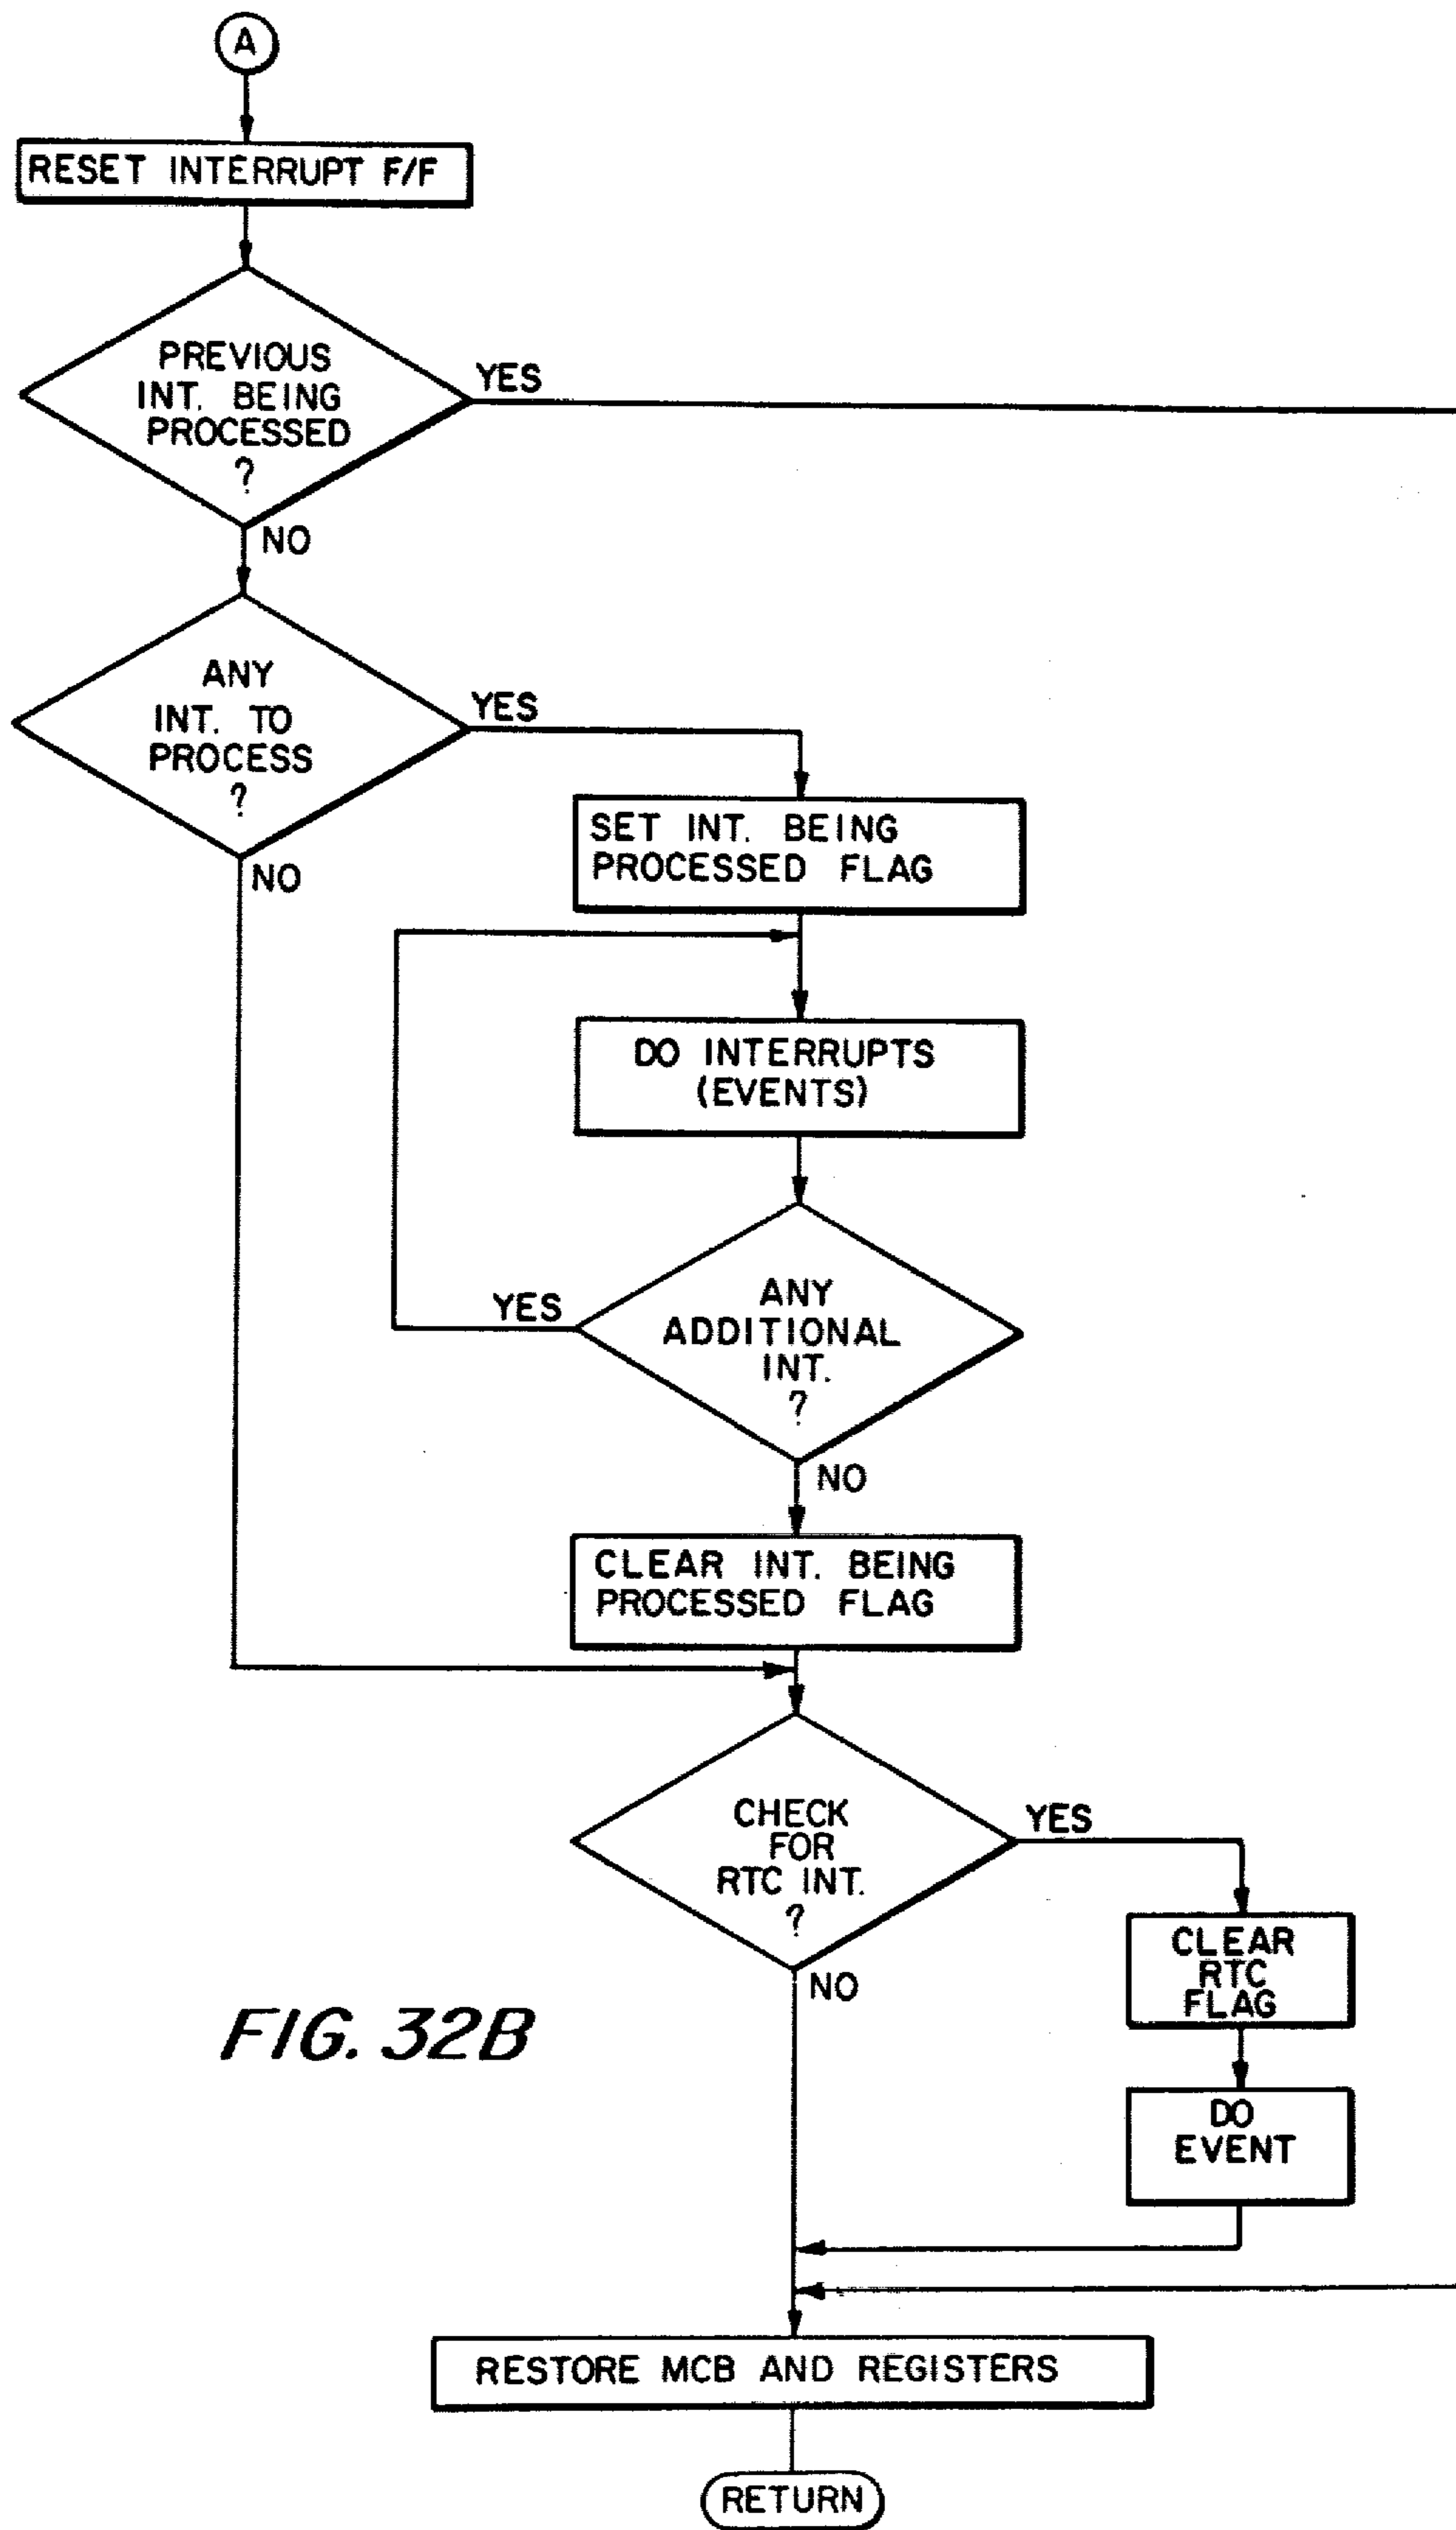 A
RESET INTERRUPT F/F
PREVIOUS
INT. BEING
PROCESSED
?
YES
NO
ANY
INT. TO
PROCESS
?
YES
NO
SET INT. BEING
PROCESSED FLAG
DO INTERRUPTS
(EVENTS)
ANY
ADDITIONAL
INT.
?
YES
NO
CLEAR INT. BEING
PROCESSED FLAG
CHECK
FOR
RTC INT.
?
YES
NO
CLEAR
RTC
FLAG
DO
EVENT
FIG. 32B
RESTORE MCB AND REGISTERS
RETURN